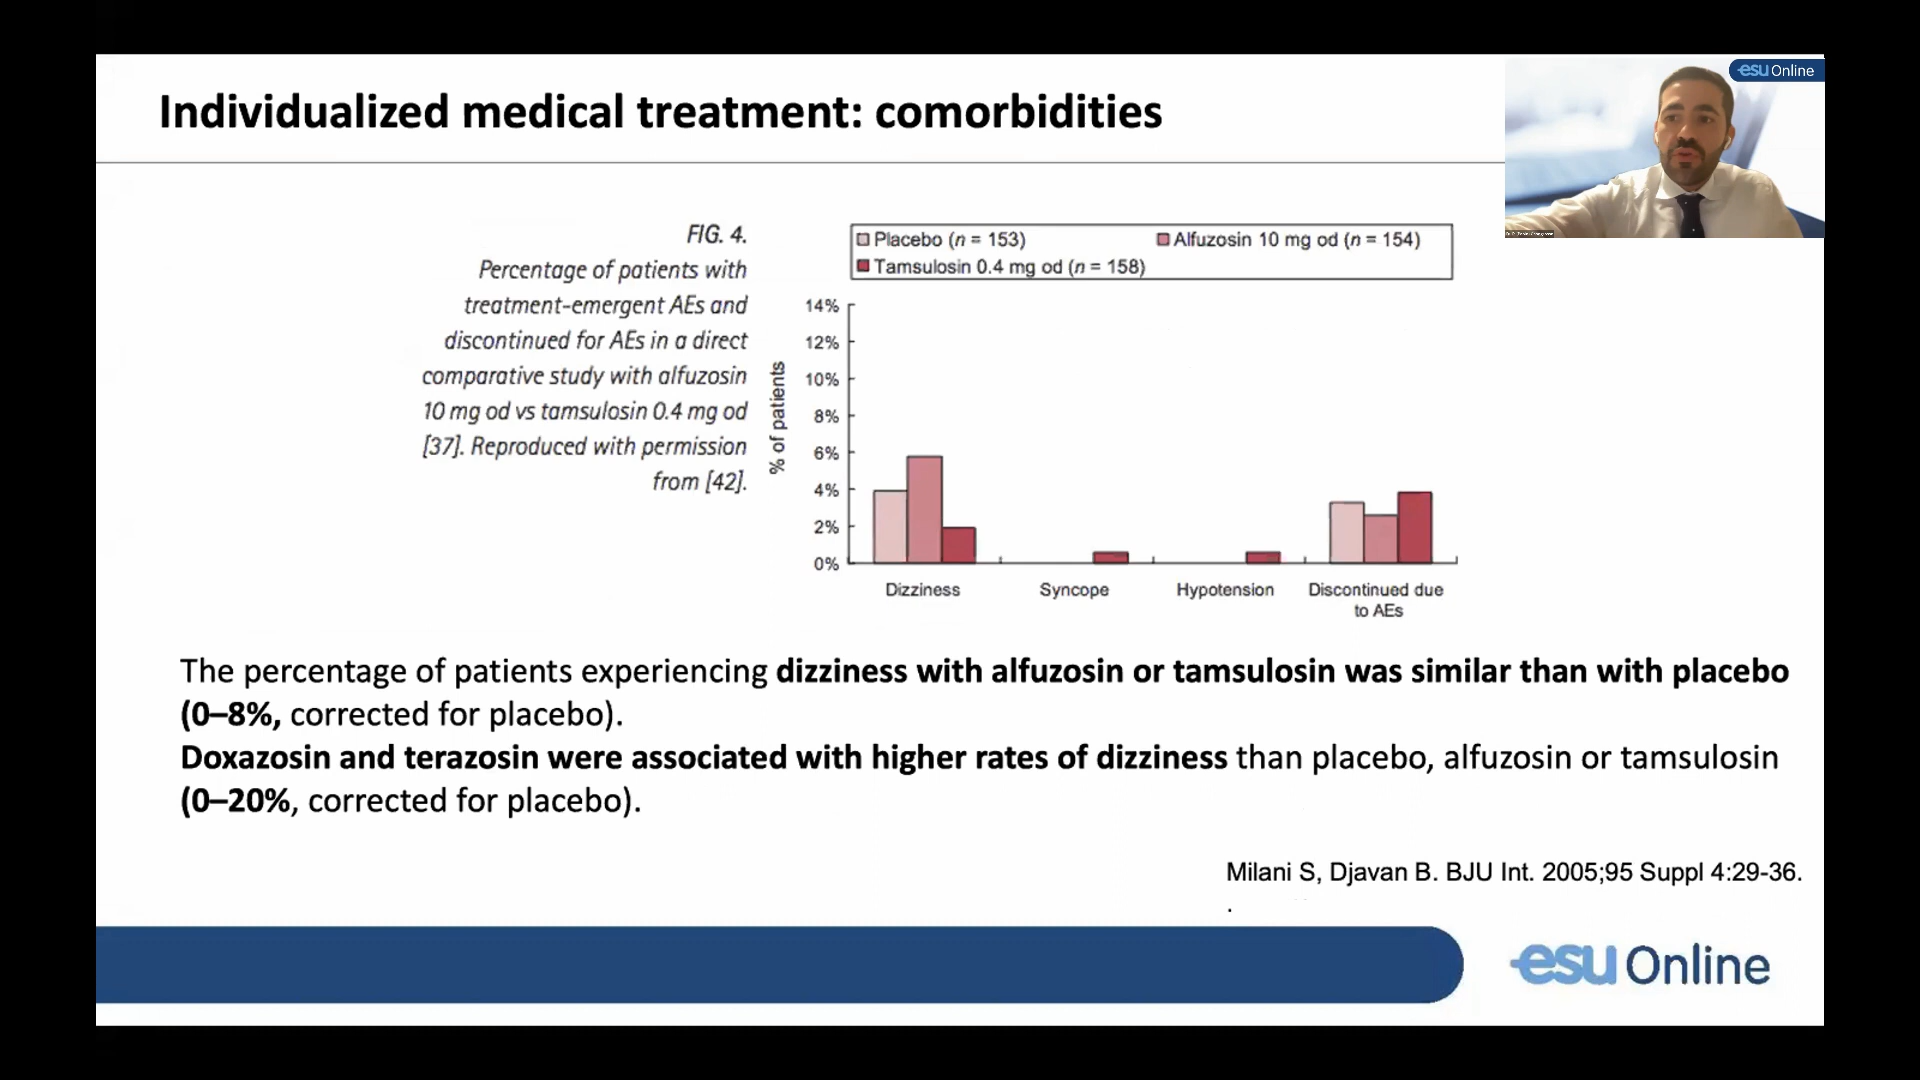 esu Online
Individualized medical treatment: comorbidities
FIG. 4.
Percentage of patients with
treatment-emergent AEs and
discontinued for AEs in a direct
comparative study with alfuzosin
10 mg od vs tamsulosin 0.4 mg od
[37]. Reproduced with permission
from [42].
Placebo (n = 153) Alfuzosin 10 mg od (n = 154)
Tamsulosin 0.4 mg od (n = 158)
% of patients
14%
12%
10%
8%
6%
4%
2%
0%
Dizziness Syncope Hypotension Discontinued due
to AEs
The percentage of patients experiencing dizziness with alfuzosin or tamsulosin was similar than with placebo
(0–8%, corrected for placebo).
Doxazosin and terazosin were associated with higher rates of dizziness than placebo, alfuzosin or tamsulosin
(0–20%, corrected for placebo).
Milani S, Djavan B. BJU Int. 2005;95 Suppl 4:29-36.
.
esu Online